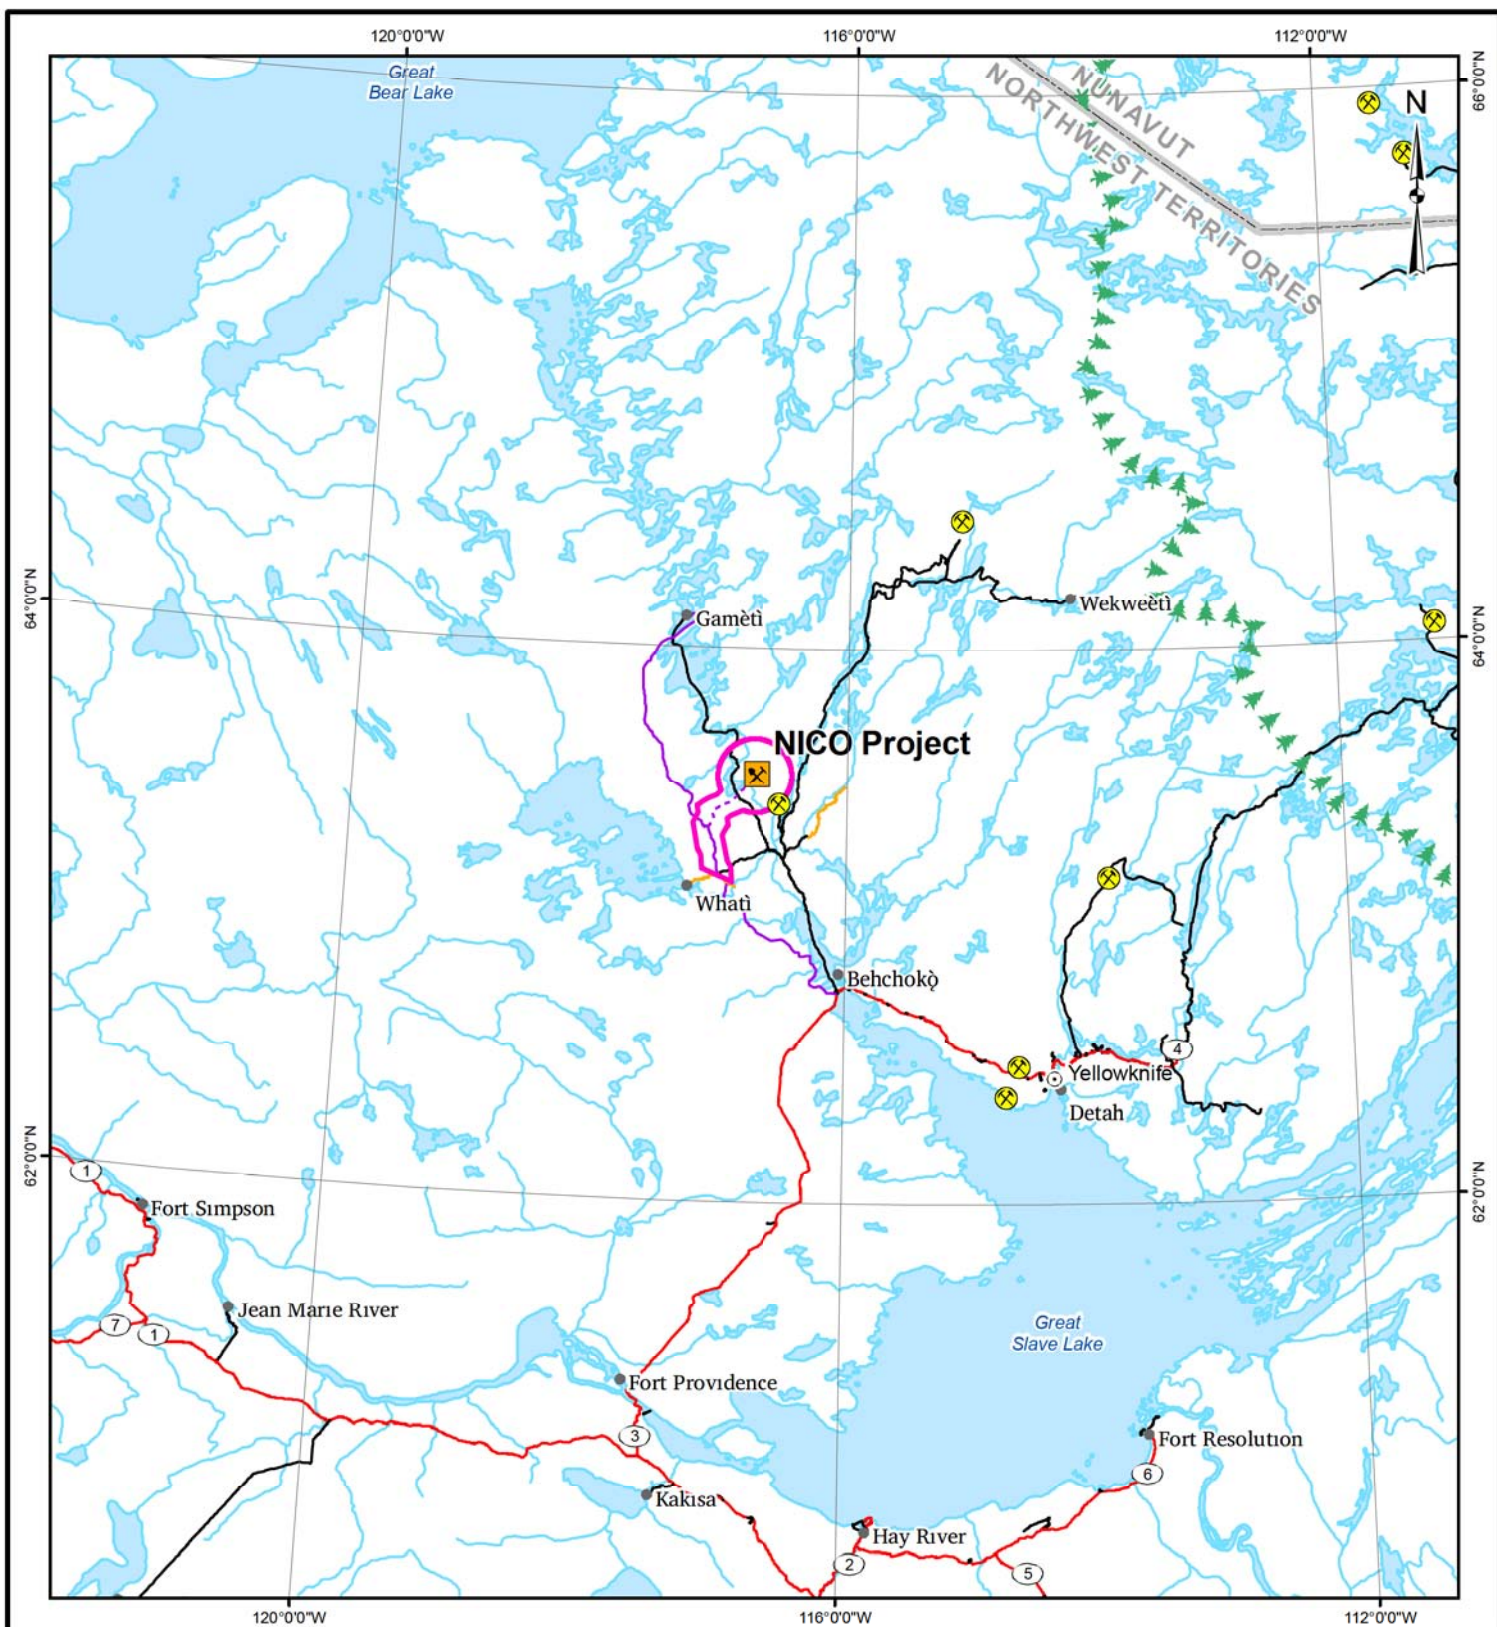 120°0'0"W
116°0'0"W
112°0'0"W
Great
Bear Lake
66°0'0"N
NUNAVUT
NORTHWEST TERRITORIES
N
64°0'0"N
Gamètì
Wekweètì
64°0'0"N
NICO Project
Whatì
Behchokǫ̀
4
Yellowknife
Detah
62°0'0"N
1
62°0'0"N
Fort Simpson
Jean Marie River
7
1
Great
Slave Lake
Fort Providence
3
Fort Resolution
6
Kakisa
Hay River
2
5
120°0'0"W
116°0'0"W
112°0'0"W